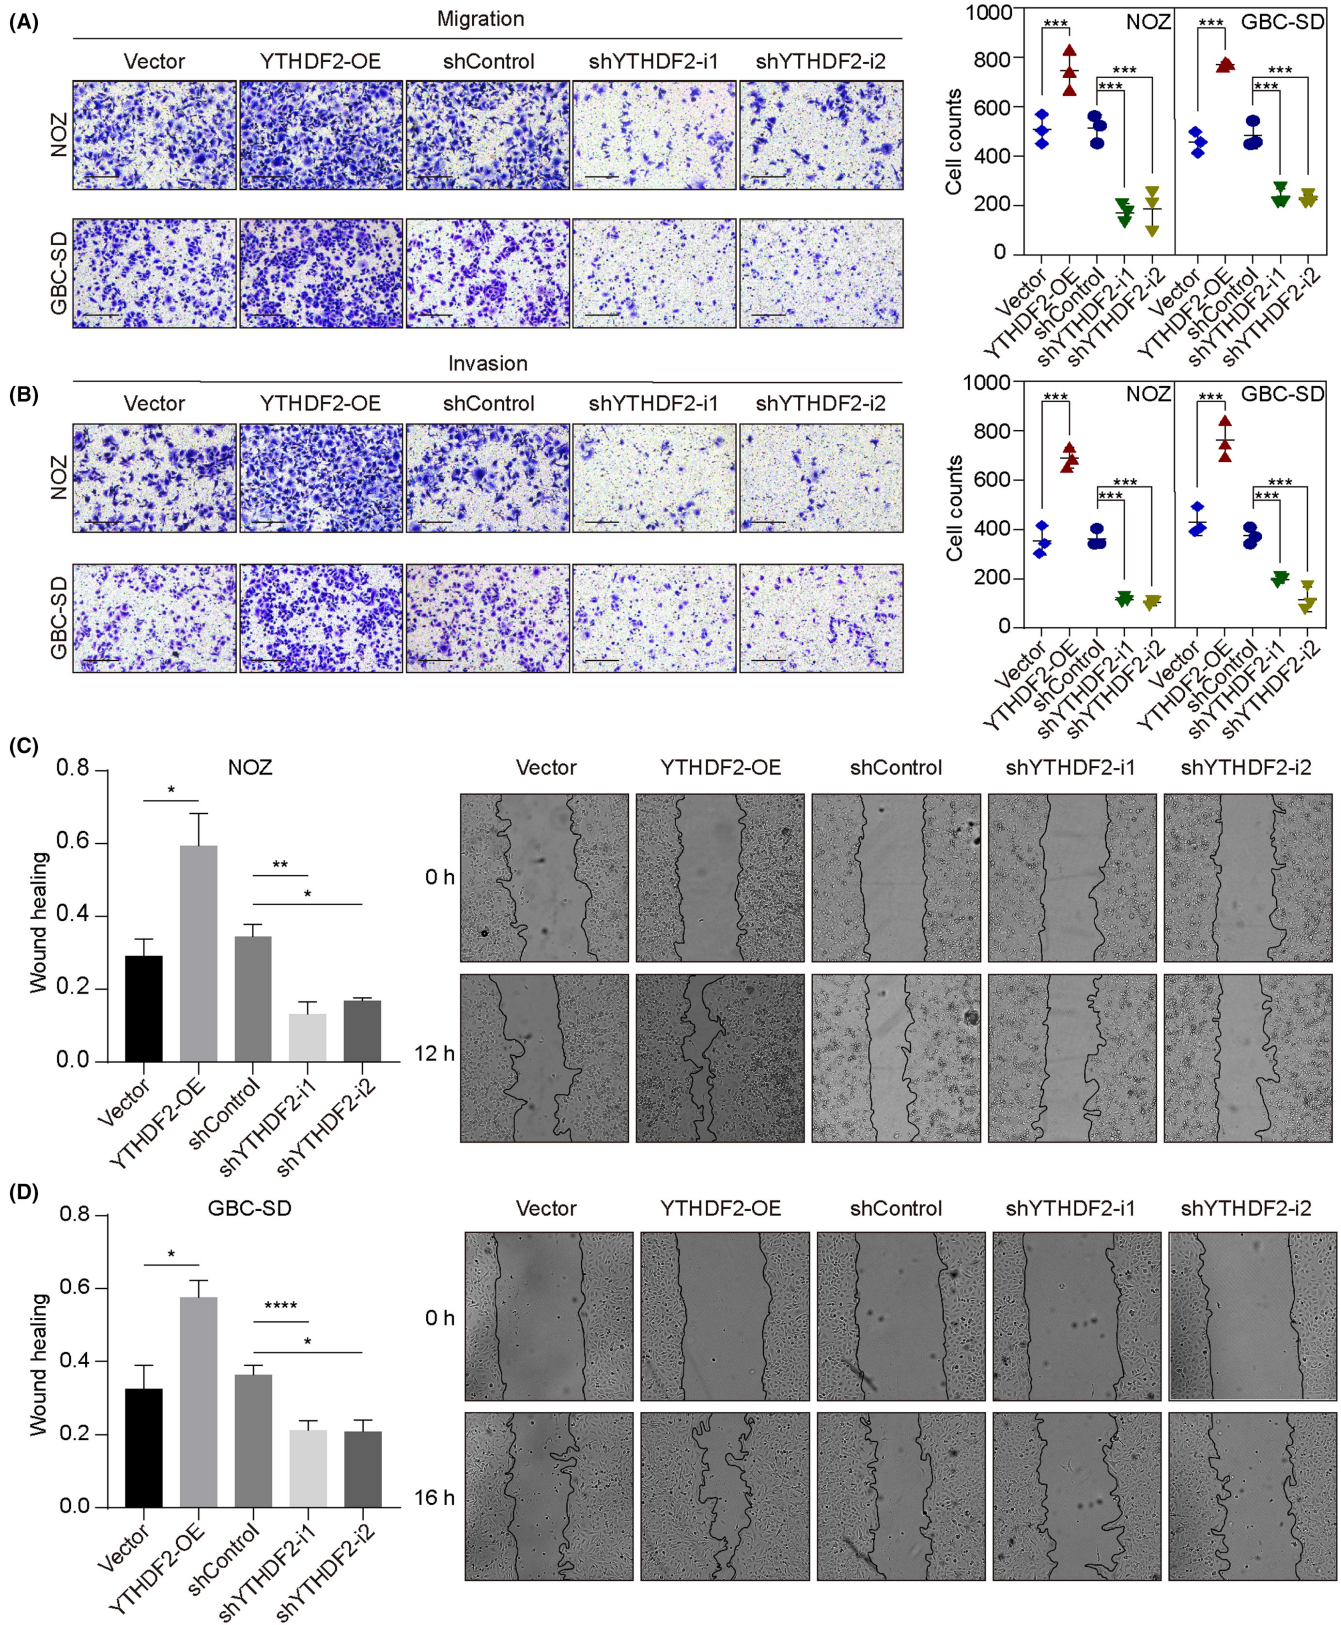 (A)
Migration
Vector YTHDF2-OE shControl shYTHDF2-i1 shYTHDF2-i2
NOZ
GBC-SD
1000
800
600
400
200
0
Cell counts
NOZ
GBC-SD
***
***
***
***
***
***
Vector
YTHDF2-OE
shControl
shYTHDF2-i1
shYTHDF2-i2
Vector
YTHDF2-OE
shControl
shYTHDF2-i1
shYTHDF2-i2
(B)
Invasion
Vector YTHDF2-OE shControl shYTHDF2-i1 shYTHDF2-i2
NOZ
GBC-SD
1000
800
600
400
200
0
Cell counts
NOZ
GBC-SD
***
***
***
***
***
***
Vector
YTHDF2-OE
shControl
shYTHDF2-i1
shYTHDF2-i2
Vector
YTHDF2-OE
shControl
shYTHDF2-i1
shYTHDF2-i2
(C)
NOZ
0.8
0.6
0.4
0.2
0.0
Wound healing
*
**
*
Vector
YTHDF2-OE
shControl
shYTHDF2-i1
shYTHDF2-i2
Vector YTHDF2-OE shControl shYTHDF2-i1 shYTHDF2-i2
0 h
12 h
(D)
GBC-SD
0.8
0.6
0.4
0.2
0.0
Wound healing
*
****
*
Vector
YTHDF2-OE
shControl
shYTHDF2-i1
shYTHDF2-i2
Vector YTHDF2-OE shControl shYTHDF2-i1 shYTHDF2-i2
0 h
16 h